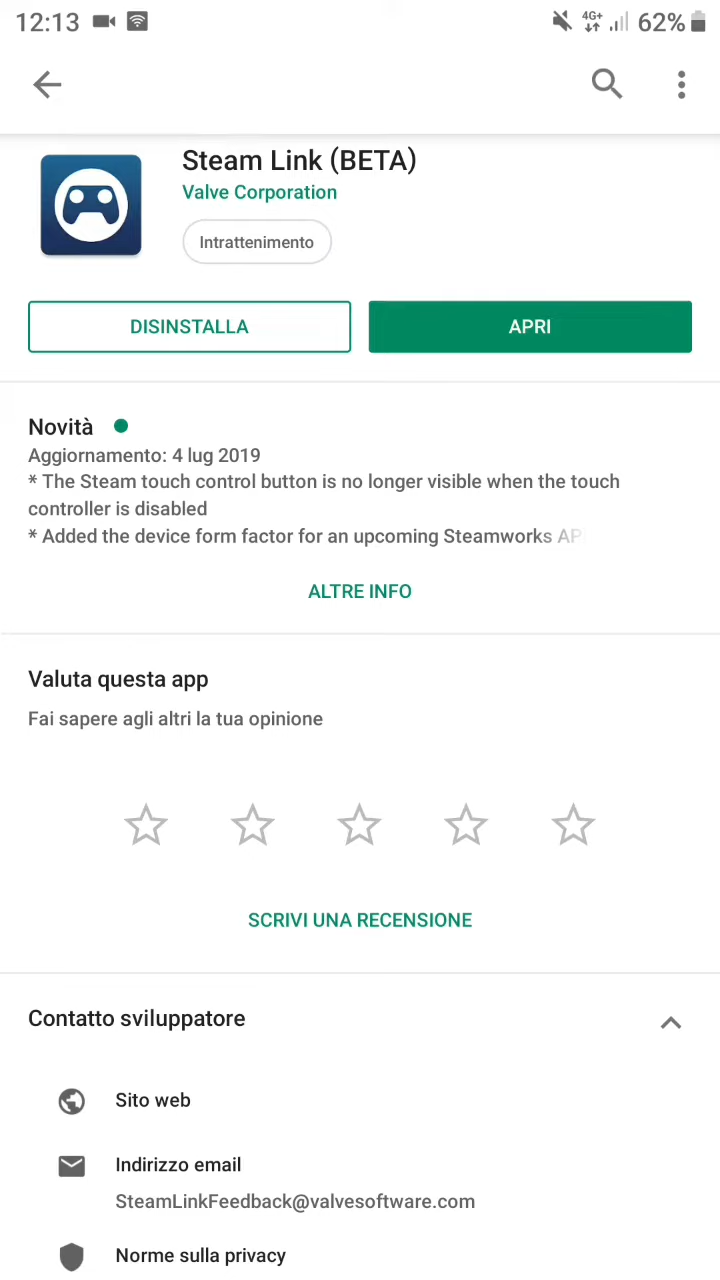 12:13
4G+
62%
Steam Link (BETA)
Valve Corporation
Intrattenimento
DISINSTALLA
APRI
Novità
Aggiornamento: 4 lug 2019
* The Steam touch control button is no longer visible when the touch
controller is disabled
* Added the device form factor for an upcoming Steamworks AP
ALTRE INFO
Valuta questa app
Fai sapere agli altri la tua opinione
SCRIVI UNA RECENSIONE
Contatto sviluppatore
Sito web
Indirizzo email
SteamLinkFeedback@valvesoftware.com
Norme sulla privacy